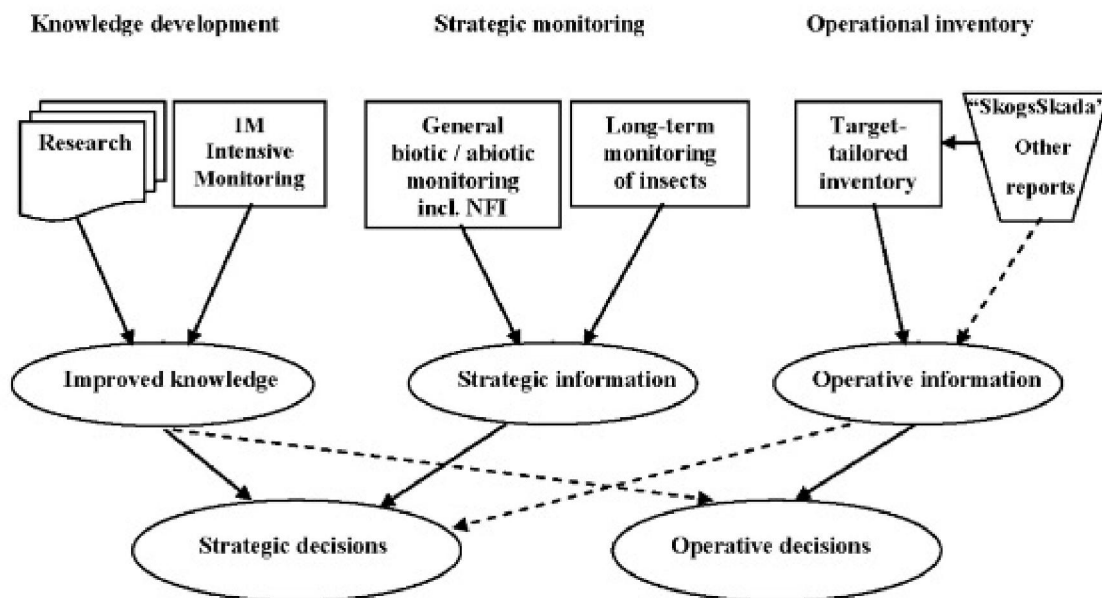 Knowledge development
Strategic monitoring
Operational inventory
Research
IM
Intensive
Monitoring
General
biotic / abiotic
monitoring
incl. NFI
Long-term
monitoring
of insects
Target-
tailored
inventory
“SkogsSkada’
Other
reports
Improved knowledge
Strategic information
Operative information
Strategic decisions
Operative decisions